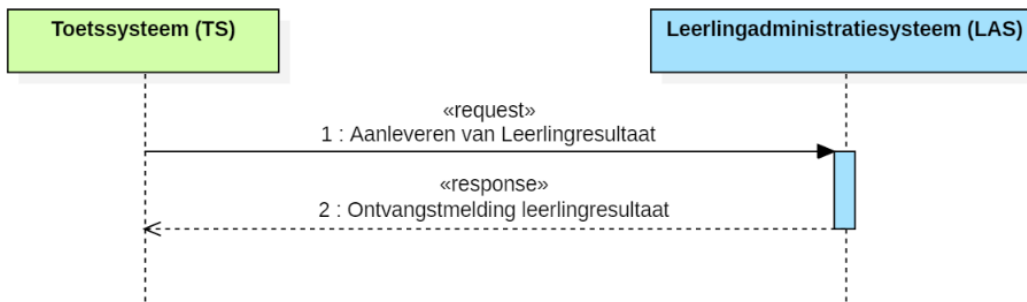 Toetssysteem (TS)
Leerlingadministratiesysteem (LAS)
«request»
1 : Aanleveren van Leerlingresultaat
«response»
2 : Ontvangstmelding leerlingresultaat